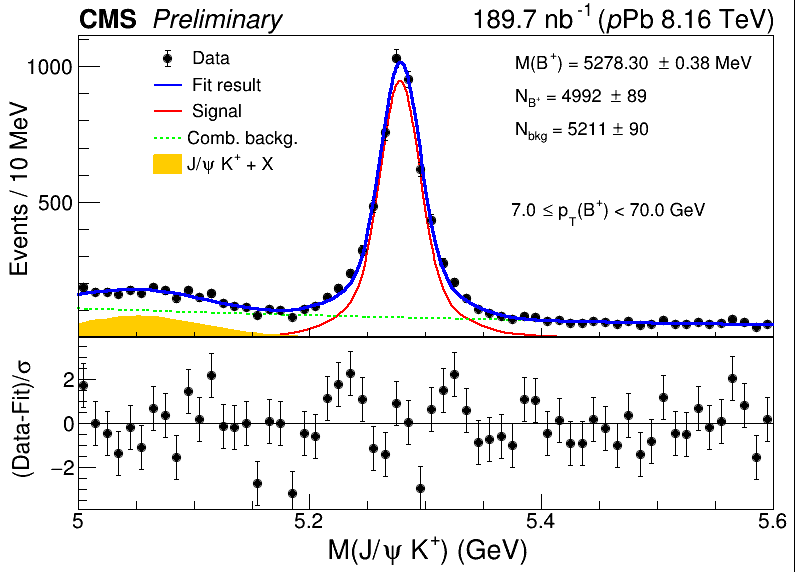 CMS Preliminary 189.7 nb⁻¹ (pPb 8.16 TeV)
Data
Fit result
Signal
Comb. backg.
J/ψ K⁺ + X
M(B⁺) = 5278.30 ± 0.38 MeV
N_B⁺ = 4992 ± 89
N_bkg = 5211 ± 90
7.0 ≤ p_T(B⁺) < 70.0 GeV
Events / 10 MeV
1000
500
(Data-Fit)/σ
2
0
−2
5 5.2 5.4 5.6
M(J/ψ K⁺) (GeV)